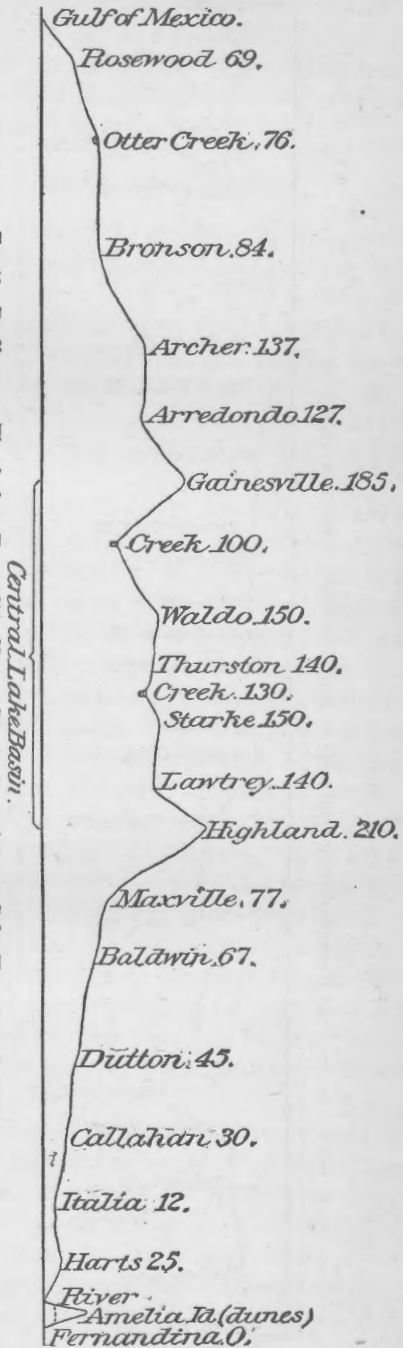 Gulf of Mexico.
Rosewood 69.
Otter Creek. 76.
Bronson. 84.
Archer. 137.
Arredondo 127.
Gainesville. 185.
Creek. 100.
Waldo 150.
Thurston 140.
Creek. 130.
Starke 150.
Lawtrey. 140.
Highland. 210.
Maxville. 77.
Baldwin. 67.
Dutton. 45.
Callahan 30.
Italia 12.
Harts 25.
River
Amelia Id. (dunes)
Fernandina. 0.
Central Lake Basin.